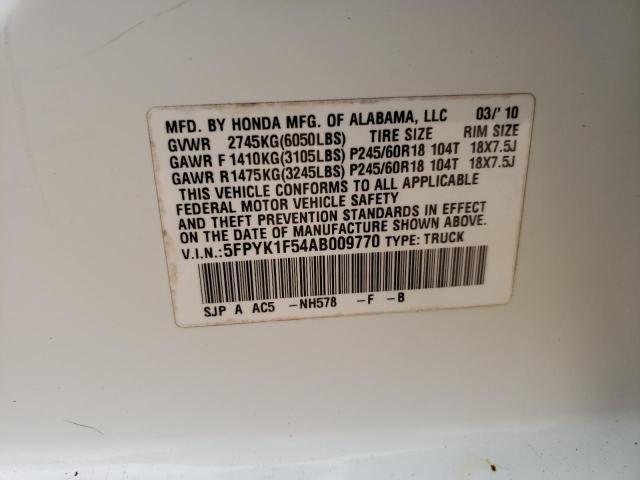 MFD. BY HONDA MFG. OF ALABAMA, LLC 03/'10
GVWR 2745KG(6050LBS) TIRE SIZE RIM SIZE
GAWR F 1410KG(3105LBS) P245/60R18 104T 18X7.5J
GAWR R 1475KG(3245LBS) P245/60R18 104T 18X7.5J
THIS VEHICLE CONFORMS TO ALL APPLICABLE
FEDERAL MOTOR VEHICLE SAFETY
AND THEFT PREVENTION STANDARDS IN EFFECT
ON THE DATE OF MANUFACTURE SHOWN ABOVE.
V.I.N.: 5FPYK1F54AB009770 TYPE: TRUCK
SJP A AC5 -NH578 -F -B